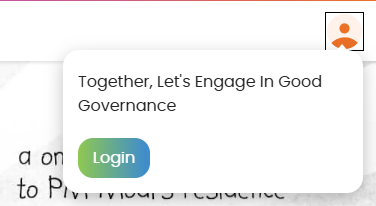 Together, Let's Engage In Good
Governance
a on
Login
to PM Modi's residence